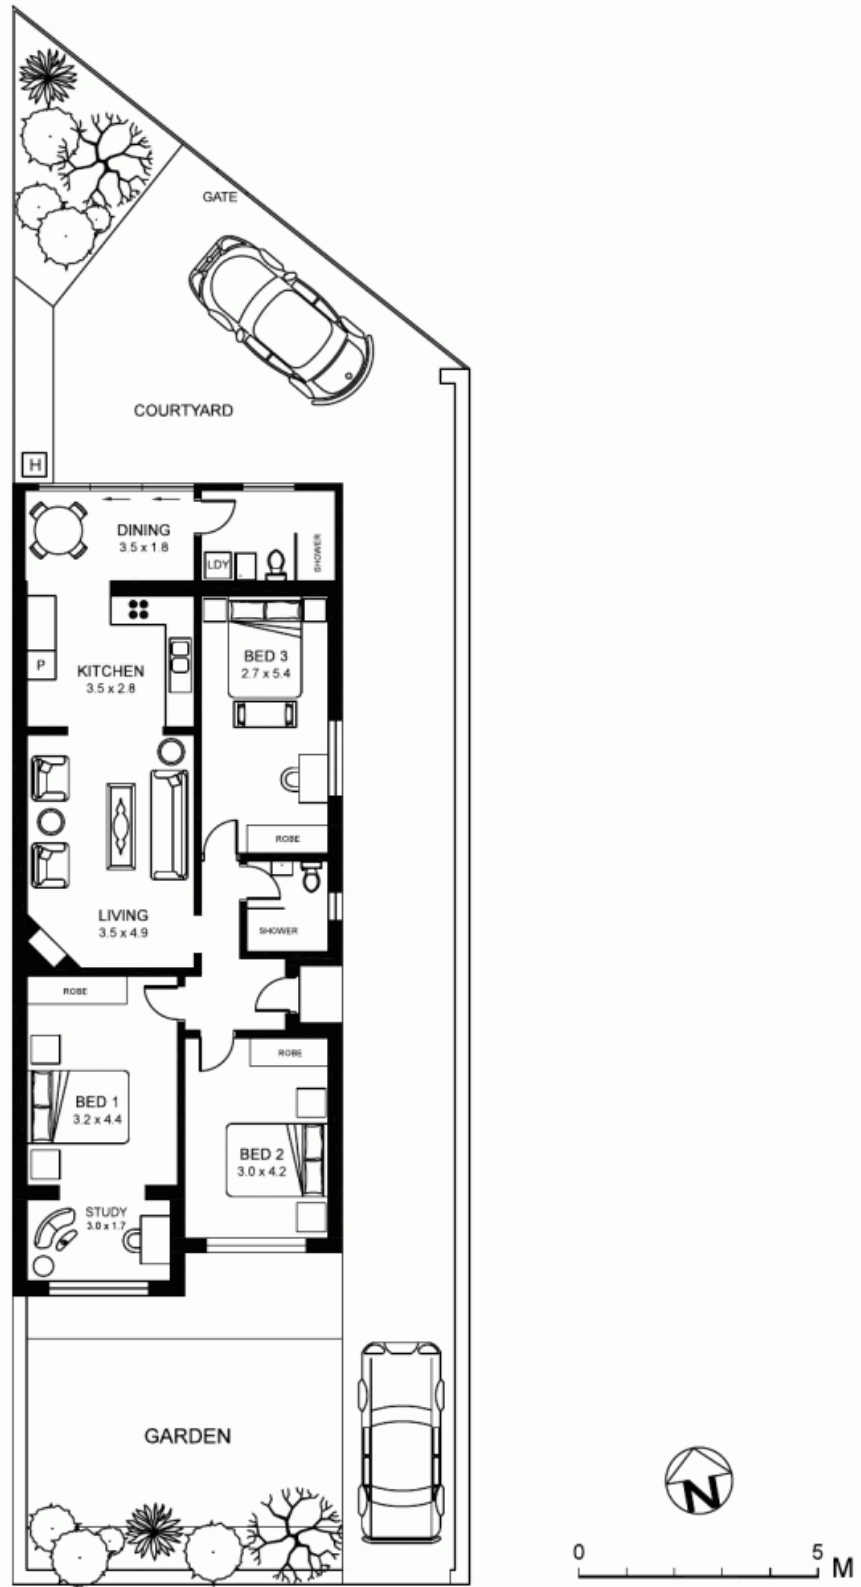 GATE
COURTYARD
H
DINING
3.5 x 1.8
LDY
SHOWER
P
KITCHEN
3.5 x 2.8
BED 3
2.7 x 5.4
ROBE
LIVING
3.5 x 4.9
SHOWER
ROBE
ROBE
BED 1
3.2 x 4.4
BED 2
3.0 x 4.2
STUDY
3.0 x 1.7
GARDEN
N
0 5 M